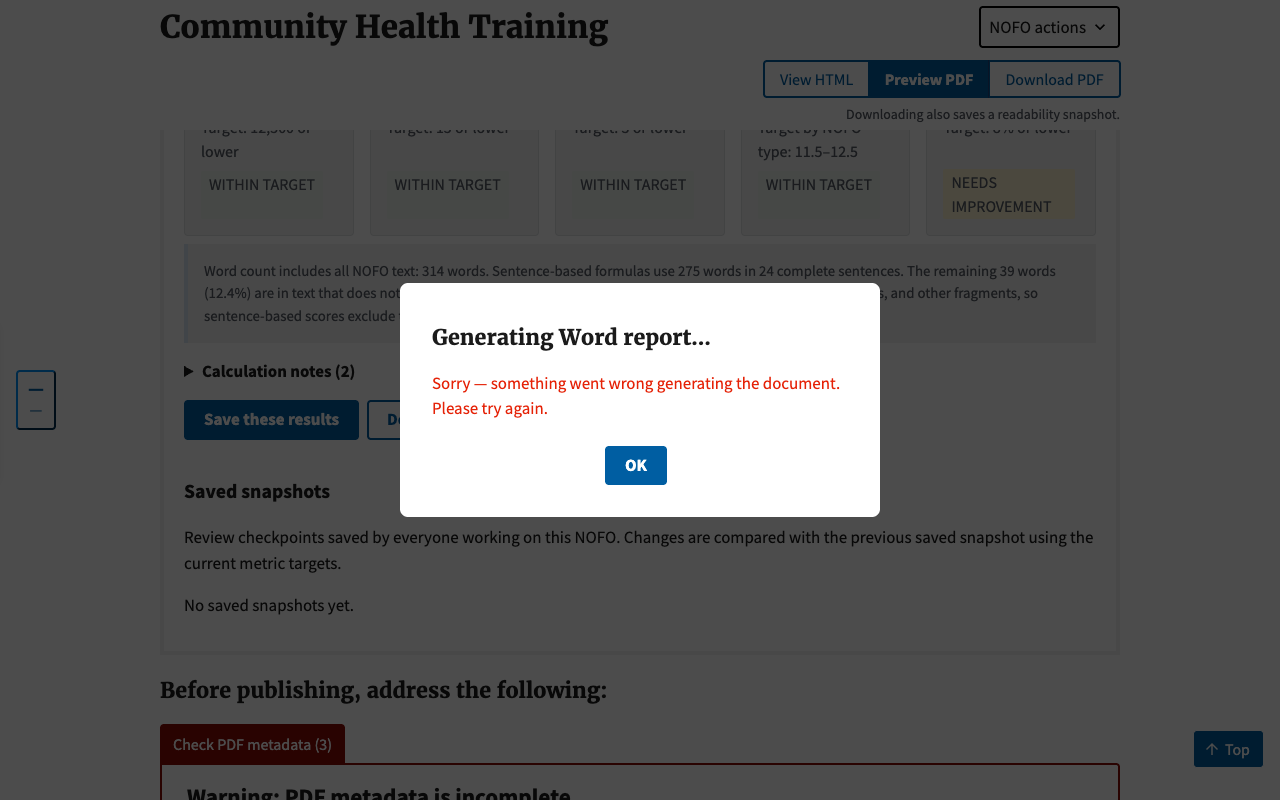 Community Health Training
NOFO actions
View HTML
Preview PDF
Download PDF
Downloading also saves a readability snapshot.
lower
type: 11.5–12.5
WITHIN TARGET
WITHIN TARGET
WITHIN TARGET
WITHIN TARGET
NEEDS
IMPROVEMENT
Word count includes all NOFO text: 314 words. Sentence-based formulas use 275 words in 24 complete sentences. The remaining 39 words
(12.4%) are in text that does not
s, and other fragments, so
sentence-based scores exclude
Generating Word report...
Sorry — something went wrong generating the document.
Please try again.
OK
Calculation notes (2)
Save these results
Saved snapshots
Review checkpoints saved by everyone working on this NOFO. Changes are compared with the previous saved snapshot using the
current metric targets.
No saved snapshots yet.
Before publishing, address the following:
Check PDF metadata (3)
Top
Warning: PDF metadata is incomplete